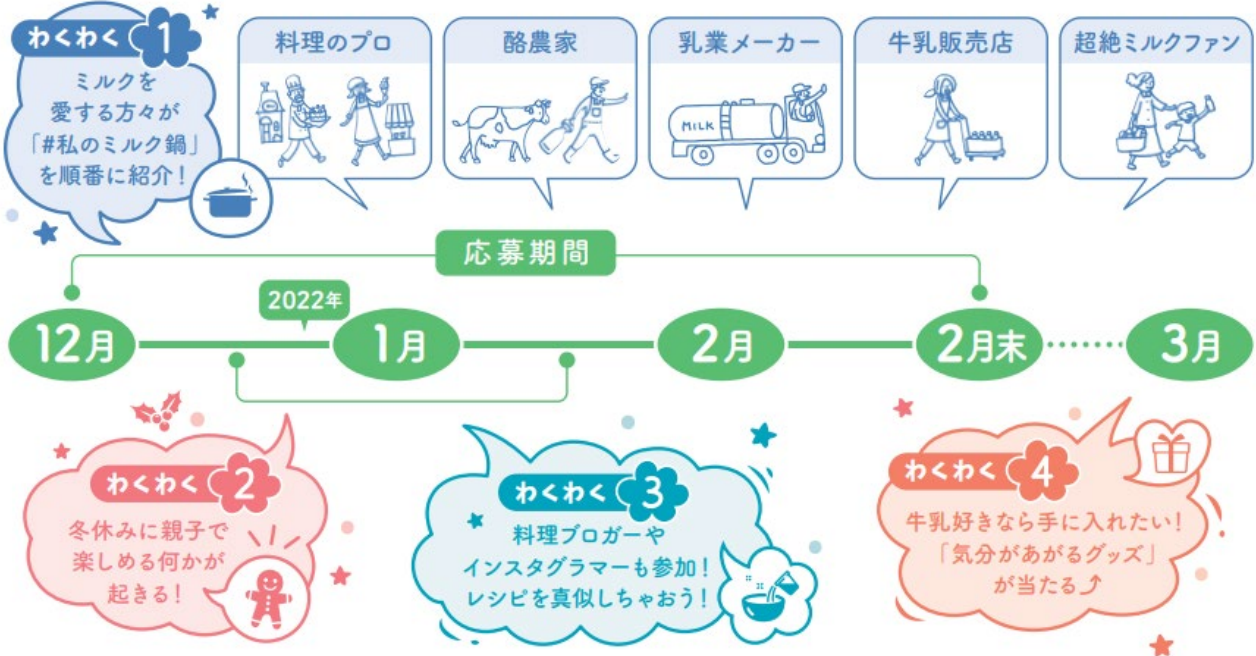 わくわく 1
ミルクを
愛する方々が
「#私のミルク鍋」
を順番に紹介!
料理のプロ
酪農家
乳業メーカー
MILK
牛乳販売店
超絶ミルクファン
応募期間
2022年
12月
1月
2月
2月末
3月
わくわく 2
冬休みに親子で
楽しめる何かが
起きる!
わくわく 3
料理ブロガーや
インスタグラマーも参加!
レシピを真似しちゃおう!
わくわく 4
牛乳好きなら手に入れたい!
「気分があがるグッズ」
が当たる⤴